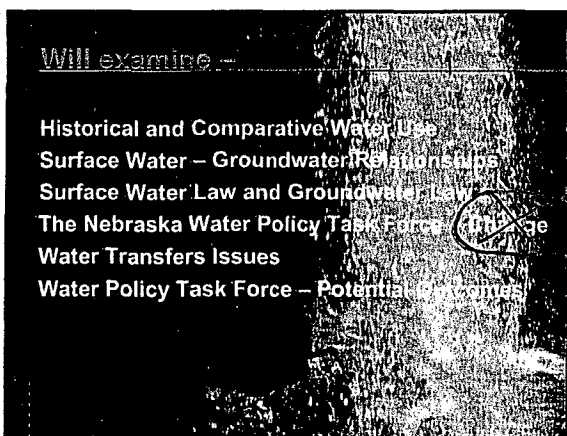 Will examine –
Historical and Comparative Water Use
Surface Water – Groundwater Relationships
Surface Water Law and Groundwater Law
The Nebraska Water Policy Task Force –
Water Transfers Issues
Water Policy Task Force – Potential Outcomes